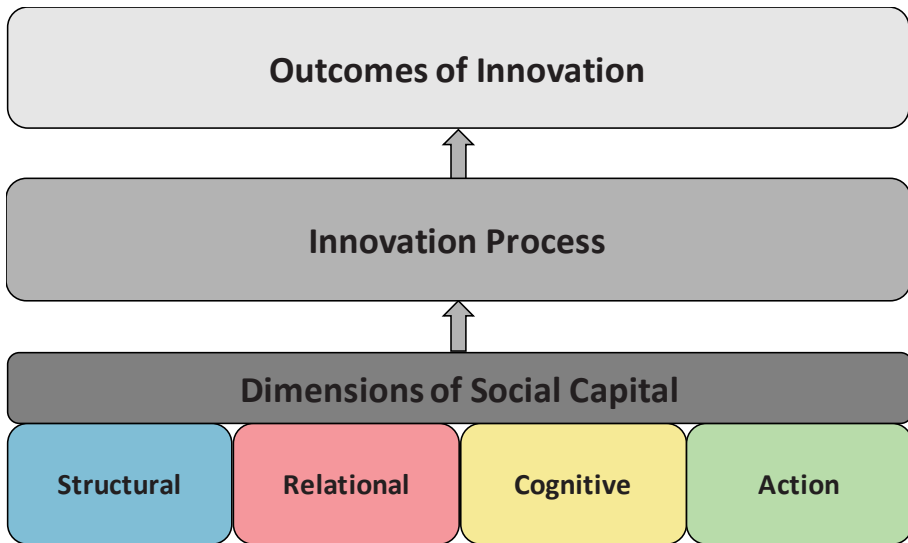 Outcomes of Innovation
Innovation Process
Dimensions of Social Capital
Structural
Relational
Cognitive
Action